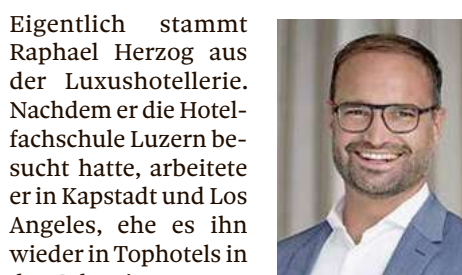 Eigentlich stammt
Raphael Herzog aus
der Luxushotellerie.
Nachdem er die Hotel-
fachschule Luzern be-
sucht hatte, arbeitete
er in Kapstadt und Los
Angeles, ehe es ihn
wieder in Tophotels in